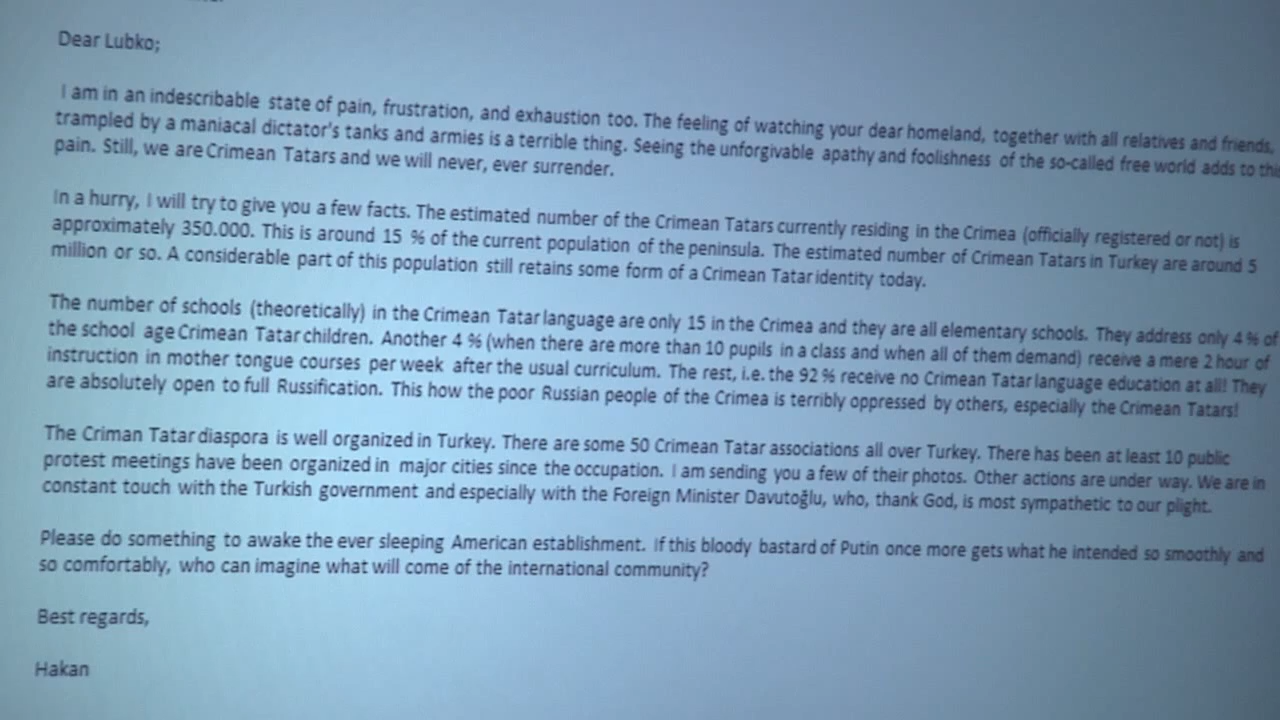 Dear Lubko;
I am in an indescribable state of pain, frustration, and exhaustion too. The feeling of watching your dear homeland, together with all relatives and friends,
trampled by a maniacal dictator's tanks and armies is a terrible thing. Seeing the unforgivable apathy and foolishness of the so-called free world adds to this
pain. Still, we are Crimean Tatars and we will never, ever surrender.
In a hurry, I will try to give you a few facts. The estimated number of the Crimean Tatars currently residing in the Crimea (officially registered or not) is
approximately 350.000. This is around 15 % of the current population of the peninsula. The estimated number of Crimean Tatars in Turkey are around 5
million or so. A considerable part of this population still retains some form of a Crimean Tatar identity today.
The number of schools (theoretically) in the Crimean Tatar language are only 15 in the Crimea and they are all elementary schools. They address only 4 % of
the school age Crimean Tatar children. Another 4 % (when there are more than 10 pupils in a class and when all of them demand) receive a mere 2 hour of
instruction in mother tongue courses per week after the usual curriculum. The rest, i.e. the 92 % receive no Crimean Tatar language education at all! They
are absolutely open to full Russification. This how the poor Russian people of the Crimea is terribly oppressed by others, especially the Crimean Tatars!
The Criman Tatar diaspora is well organized in Turkey. There are some 50 Crimean Tatar associations all over Turkey. There has been at least 10 public
protest meetings have been organized in major cities since the occupation. I am sending you a few of their photos. Other actions are under way. We are in
constant touch with the Turkish government and especially with the Foreign Minister Davutoğlu, who, thank God, is most sympathetic to our plight.
Please do something to awake the ever sleeping American establishment. If this bloody bastard of Putin once more gets what he intended so smoothly and
so comfortably, who can imagine what will come of the international community?
Best regards,
Hakan